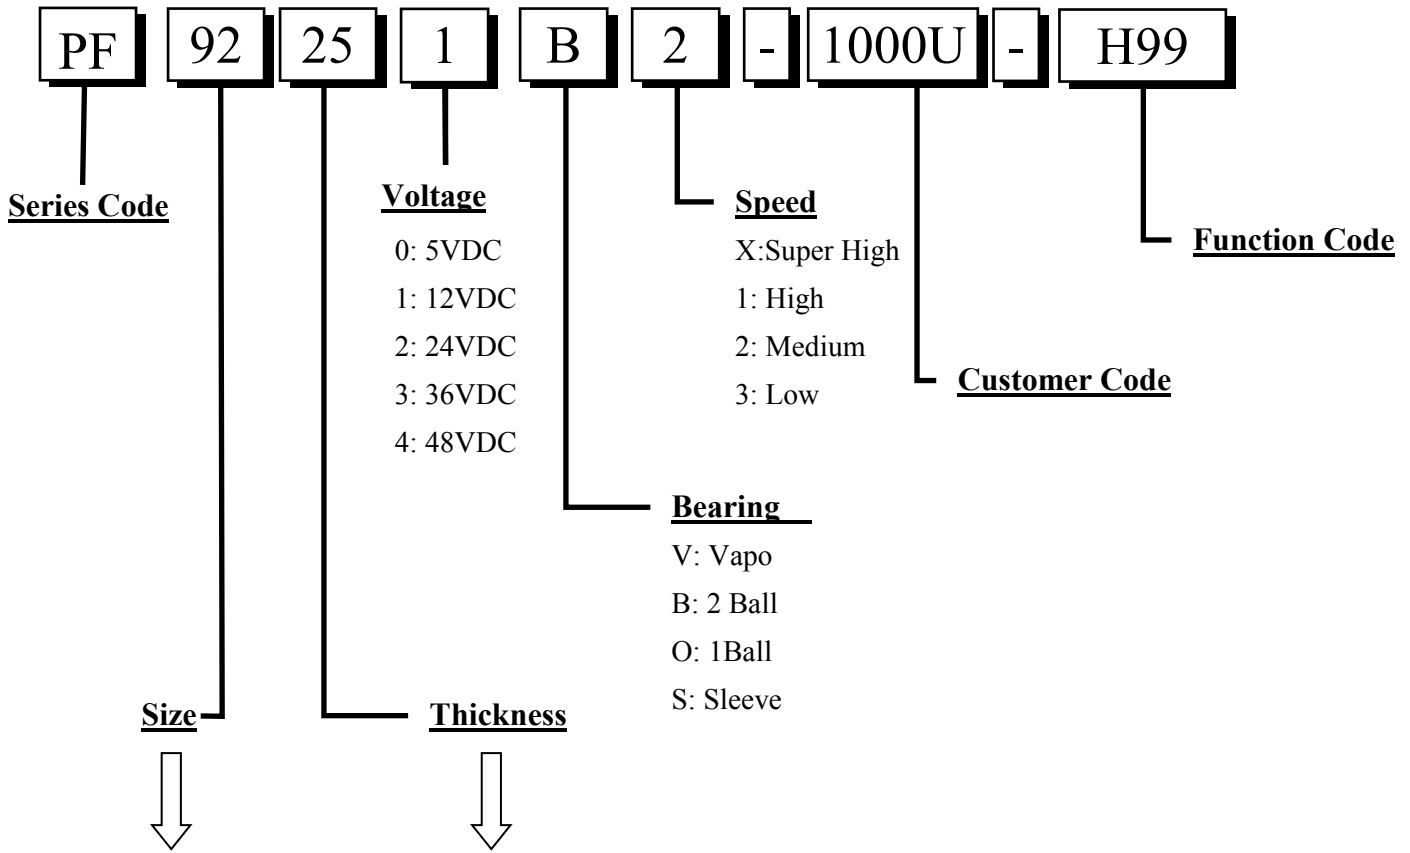 PF 92 25 1 B 2 - 1000U - H99
Series Code
Voltage
0: 5VDC
1: 12VDC
2: 24VDC
3: 36VDC
4: 48VDC
Speed
X:Super High
1: High
2: Medium
3: Low
Function Code
Customer Code
Bearing
V: Vapo
B: 2 Ball
O: 1Ball
S: Sleeve
Size
Thickness